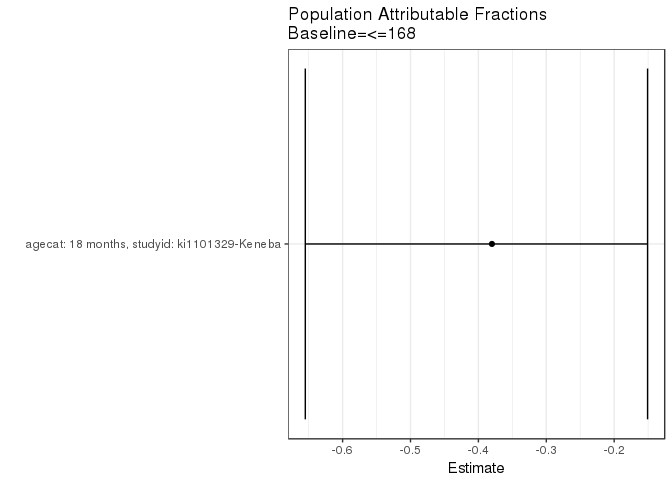 Population Attributable Fractions
Baseline=<=168
agecat: 18 months, studyid: ki1101329-Keneba
-0.6 -0.5 -0.4 -0.3 -0.2
Estimate